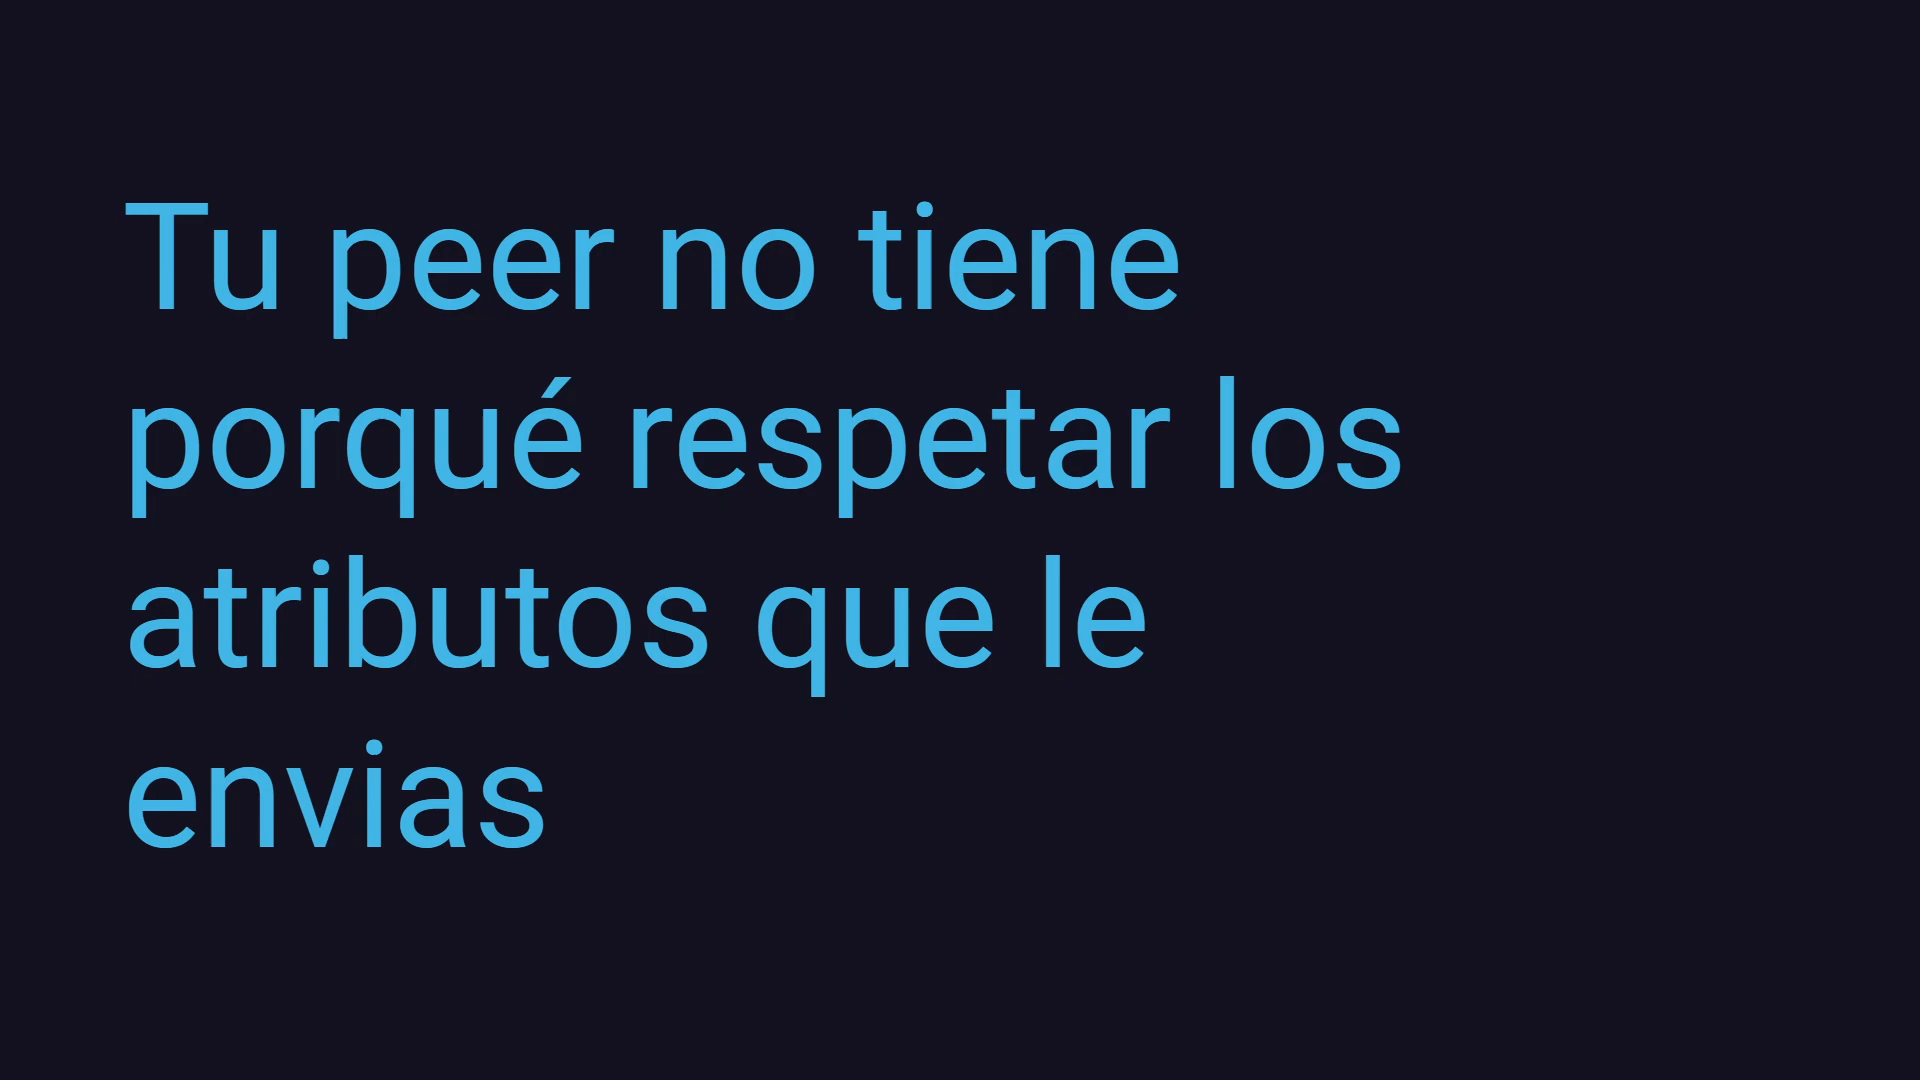 Tu peer no tiene
porqué respetar los
atributos que le
envias